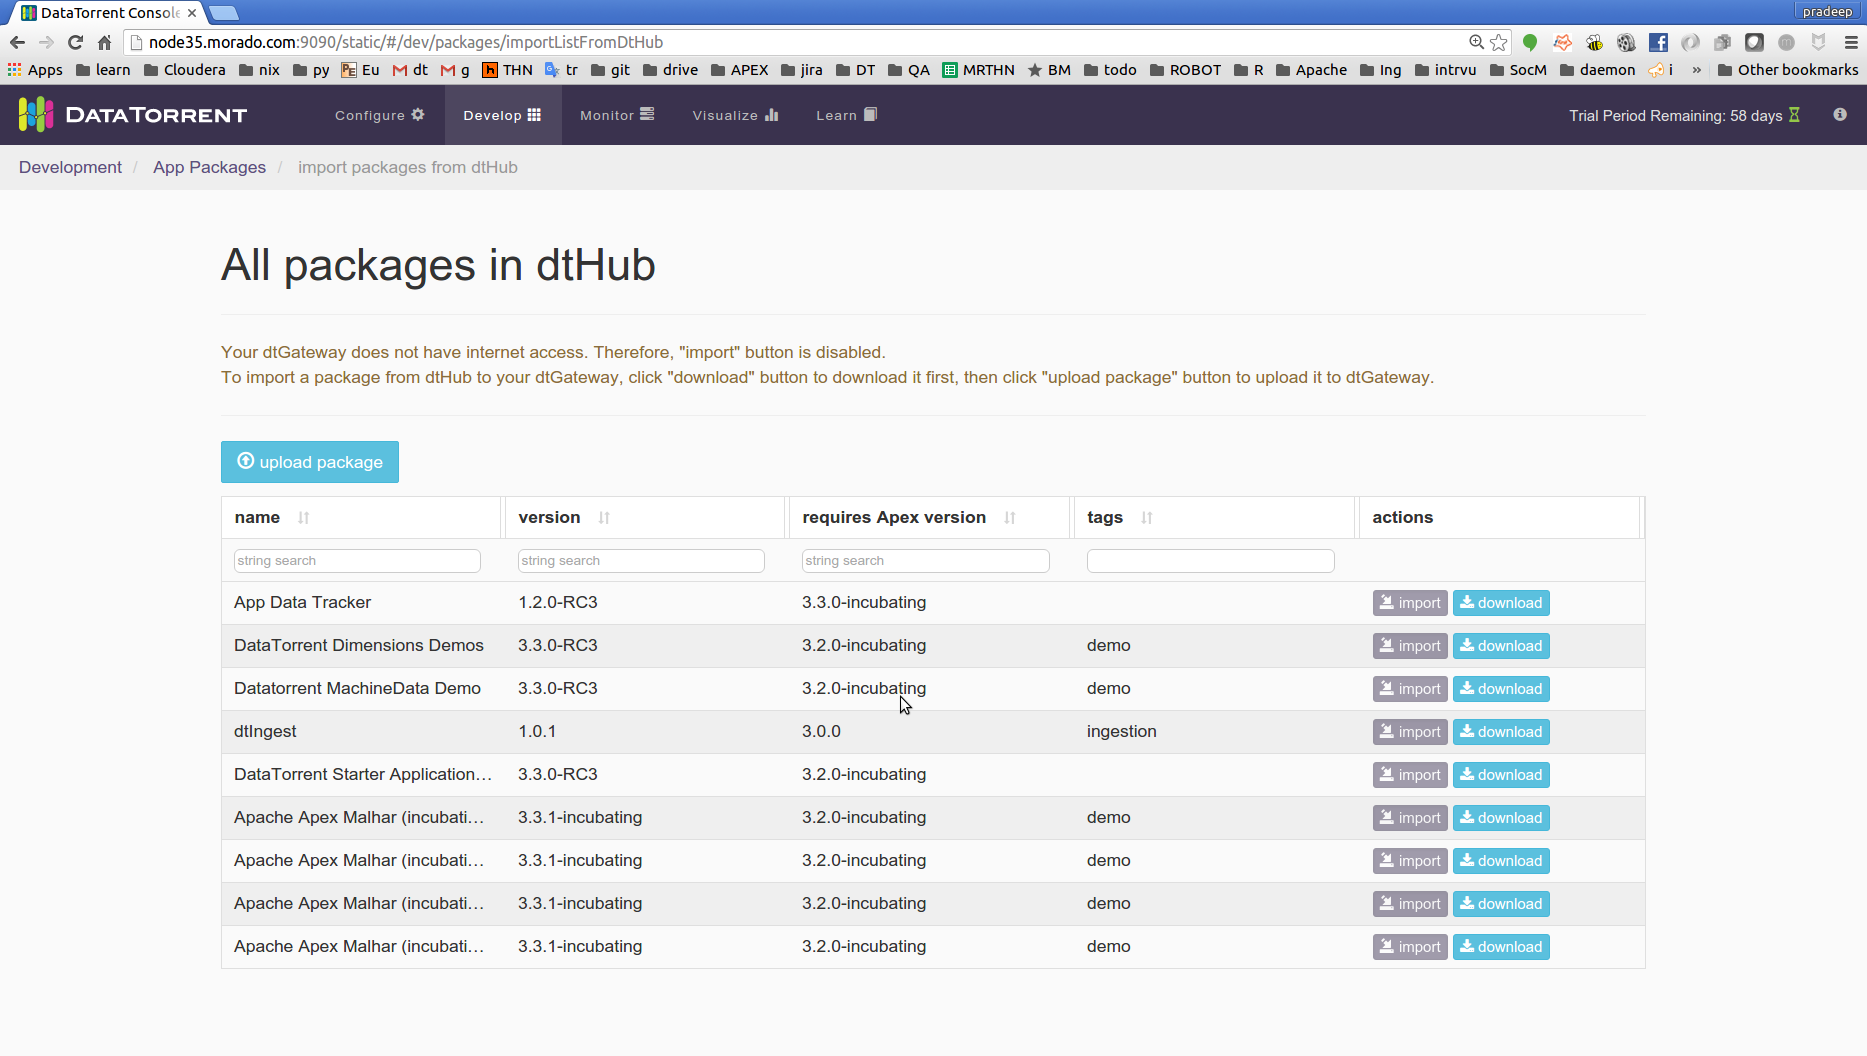 DataTorrent Consol
pradeep
node35.morado.com:9090/static/#/dev/packages/importListFromDtHub
Apps learn Cloudera nix py Eu dt g THN tr git drive APEX jira DT QA MRTHN BM todo ROBOT R Apache Ing intrvu SocM daemon i » Other bookmarks
DATATORRENT Configure Develop Monitor Visualize Learn Trial Period Remaining: 58 days
Development / App Packages / import packages from dtHub
All packages in dtHub
Your dtGateway does not have internet access. Therefore, "import" button is disabled.
To import a package from dtHub to your dtGateway, click "download" button to download it first, then click "upload package" button to upload it to dtGateway.
upload package
name version requires Apex version tags actions
string search string search string search
App Data Tracker 1.2.0-RC3 3.3.0-incubating import download
DataTorrent Dimensions Demos 3.3.0-RC3 3.2.0-incubating demo import download
Datatorrent MachineData Demo 3.3.0-RC3 3.2.0-incubating demo import download
dtIngest 1.0.1 3.0.0 ingestion import download
DataTorrent Starter Application... 3.3.0-RC3 3.2.0-incubating import download
Apache Apex Malhar (incubati... 3.3.1-incubating 3.2.0-incubating demo import download
Apache Apex Malhar (incubati... 3.3.1-incubating 3.2.0-incubating demo import download
Apache Apex Malhar (incubati... 3.3.1-incubating 3.2.0-incubating demo import download
Apache Apex Malhar (incubati... 3.3.1-incubating 3.2.0-incubating demo import download